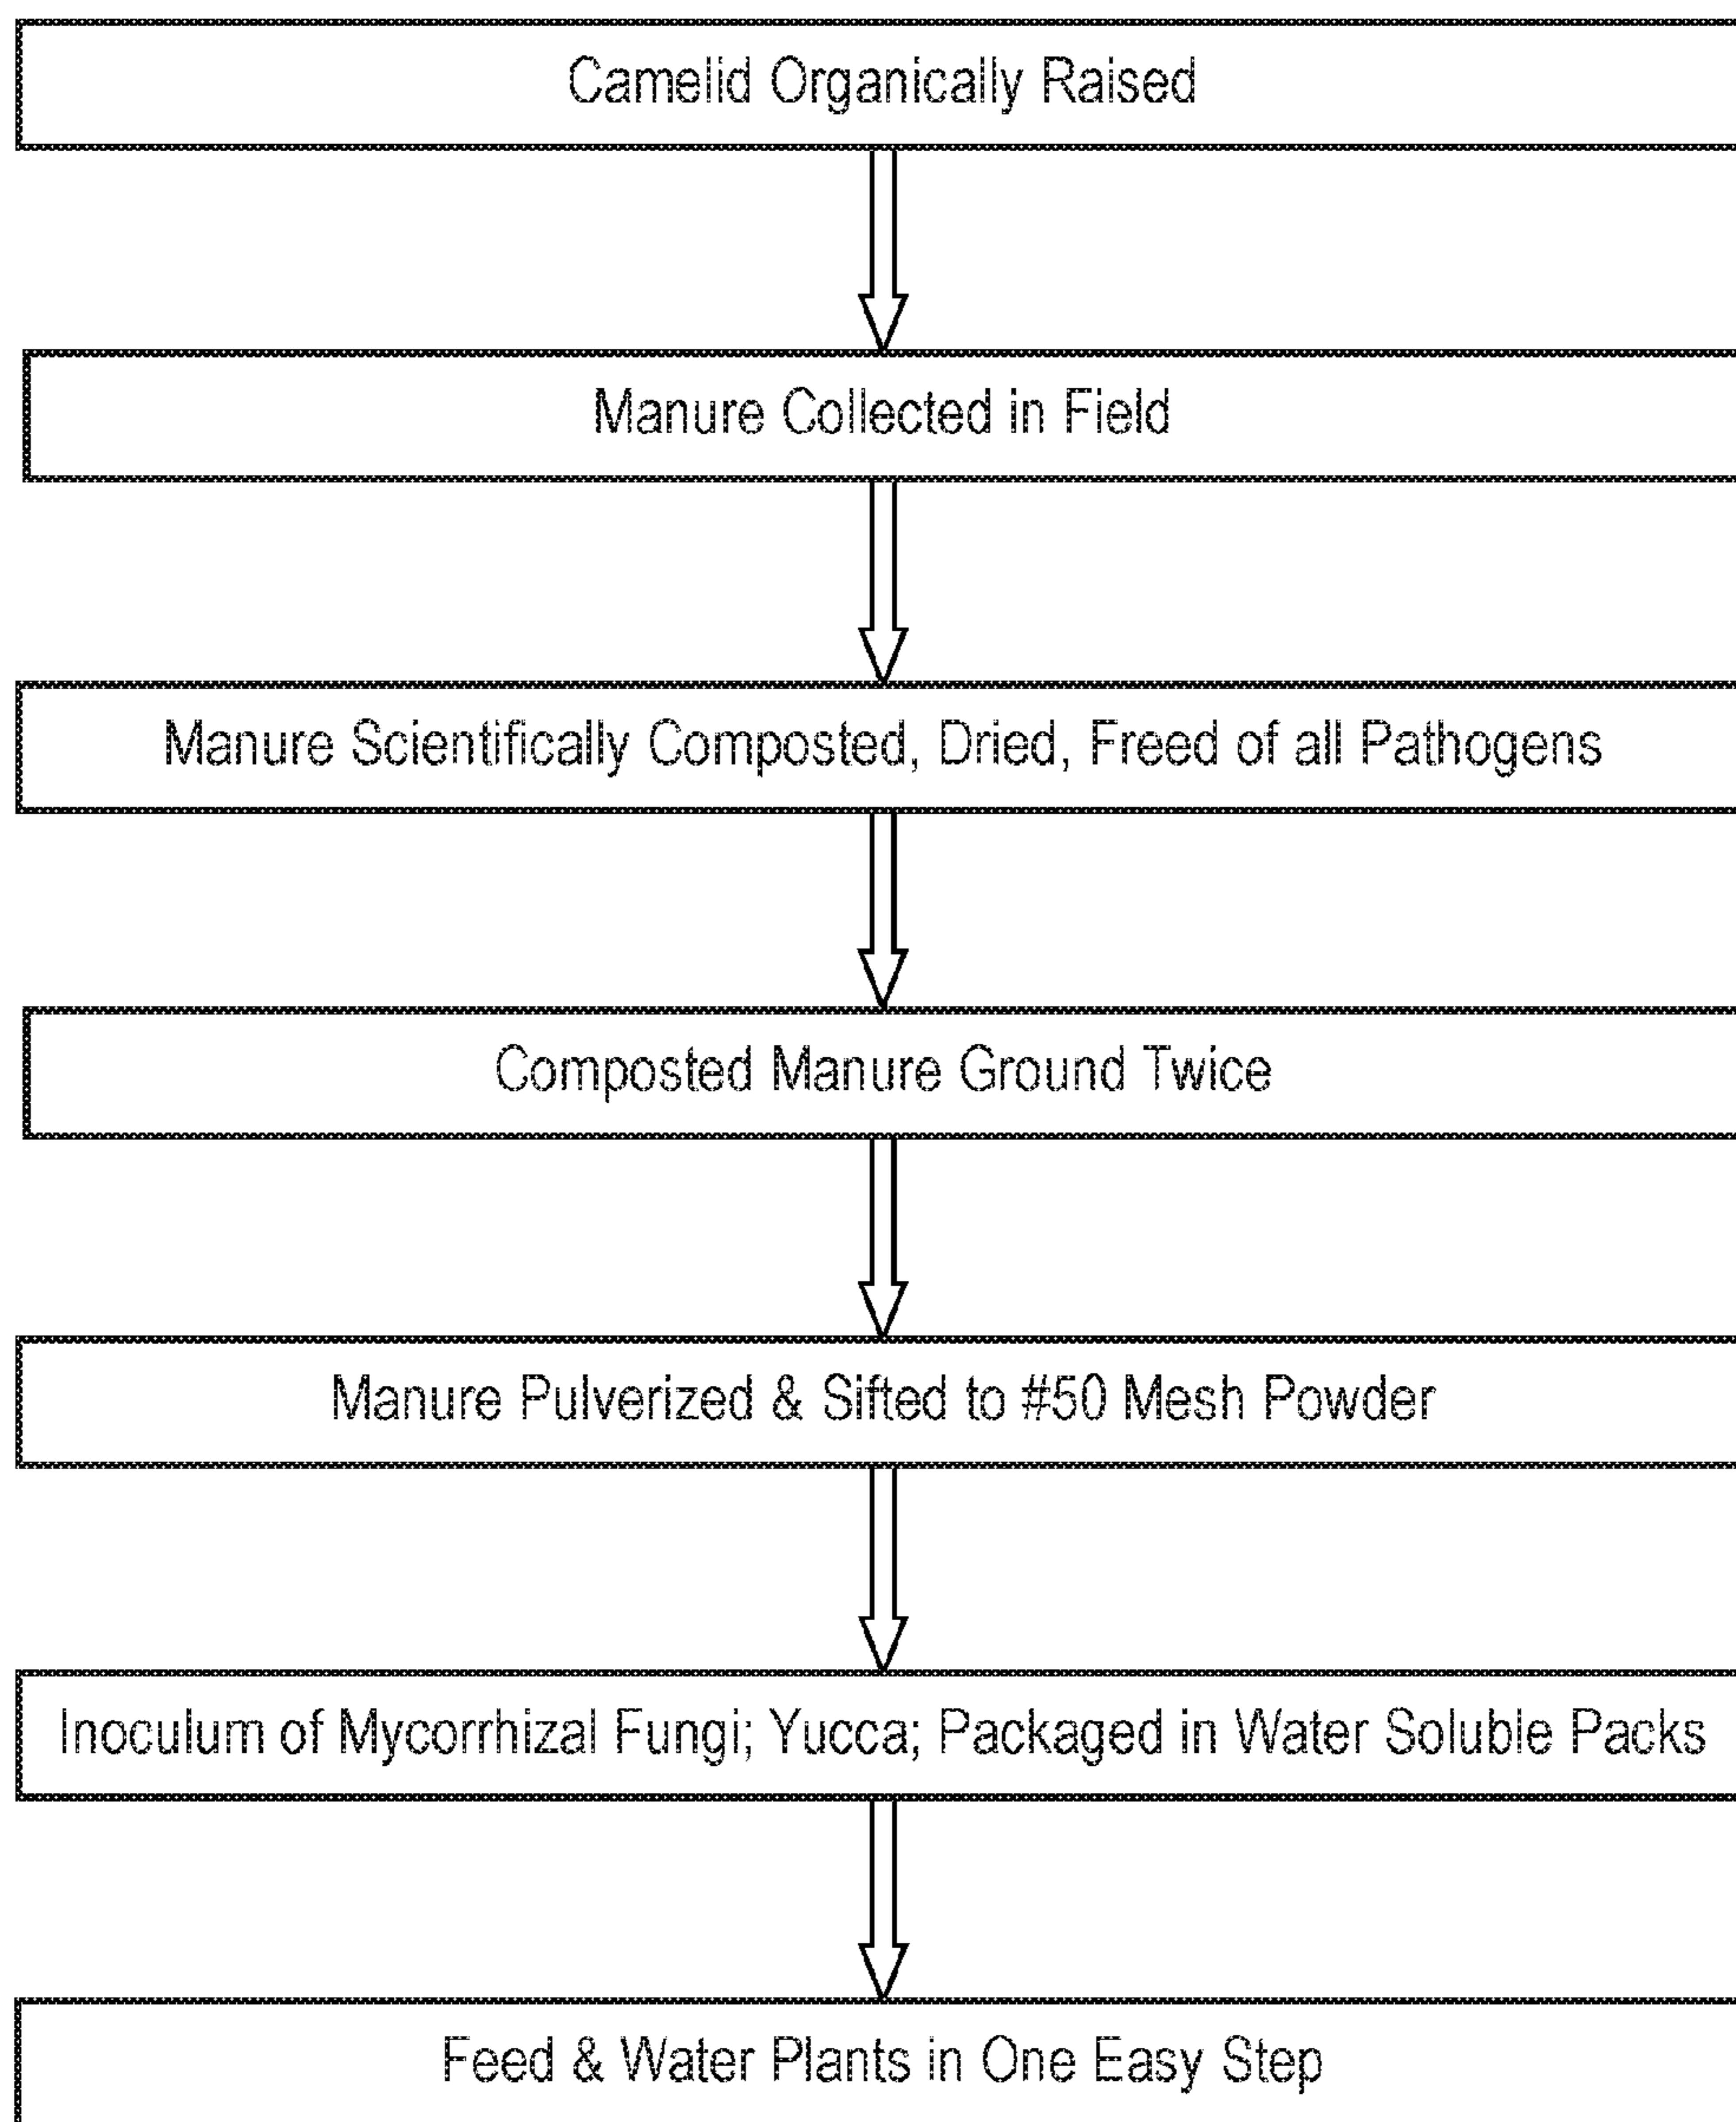 Camelid Organically Raised
Manure Collected in Field
Manure Scientifically Composted, Dried, Freed of all Pathogens
Composted Manure Ground Twice
Manure Pulverized & Sifted to #50 Mesh Powder
Inoculum of Mycorrhizal Fungi; Yucca; Packaged in Water Soluble Packs
Feed & Water Plants in One Easy Step